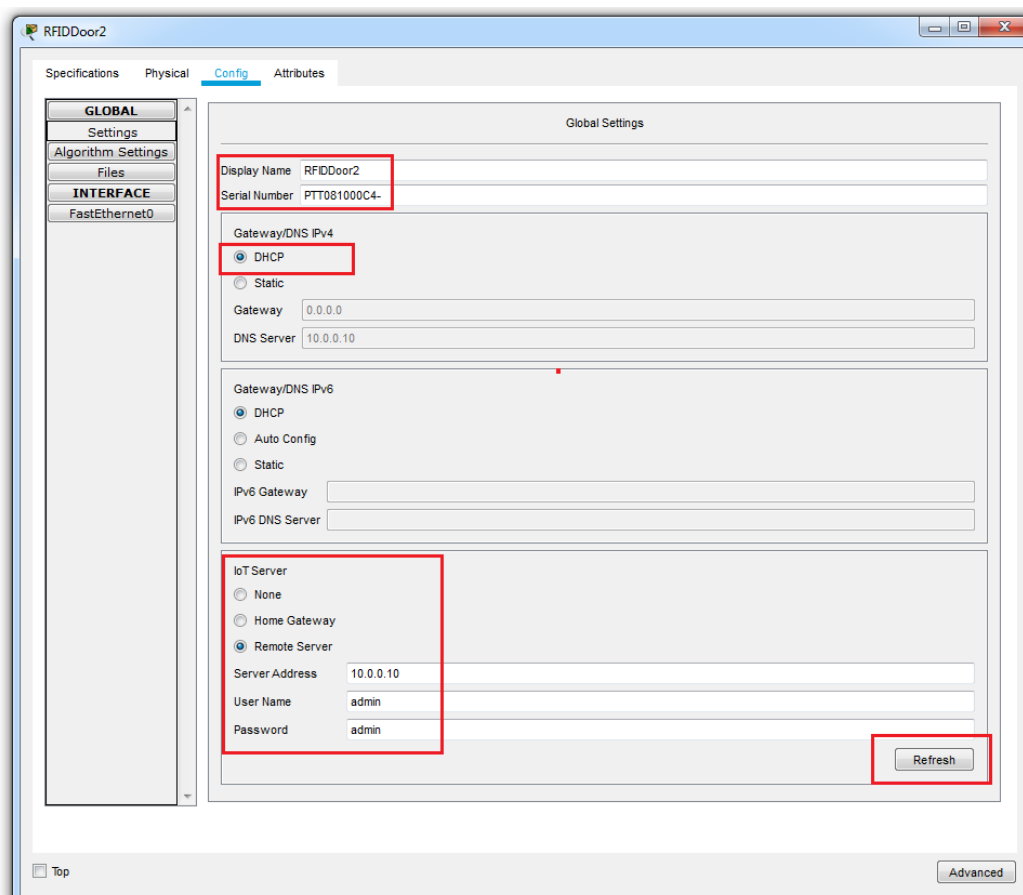 RFIDDoor2
Specifications Physical Config Attributes
GLOBAL
Settings
Algorithm Settings
Files
INTERFACE
FastEthernet0
Global Settings
Display Name RFIDDoor2
Serial Number PTT081000C4-
Gateway/DNS IPv4
DHCP
Static
Gateway 0.0.0.0
DNS Server 10.0.0.10
Gateway/DNS IPv6
DHCP
Auto Config
Static
IPv6 Gateway
IPv6 DNS Server
IoT Server
None
Home Gateway
Remote Server
Server Address 10.0.0.10
User Name admin
Password admin
Refresh
Top Advanced